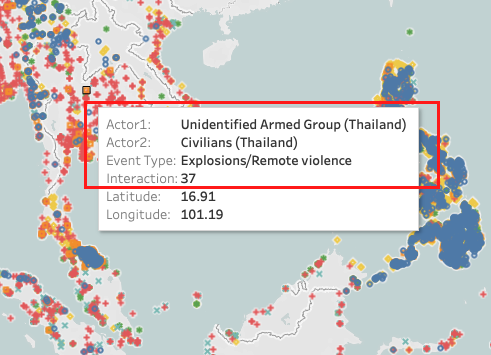 Actor1: Unidentified Armed Group (Thailand)
Actor2: Civilians (Thailand)
Event Type: Explosions/Remote violence
Interaction: 37
Latitude: 16.91
Longitude: 101.19